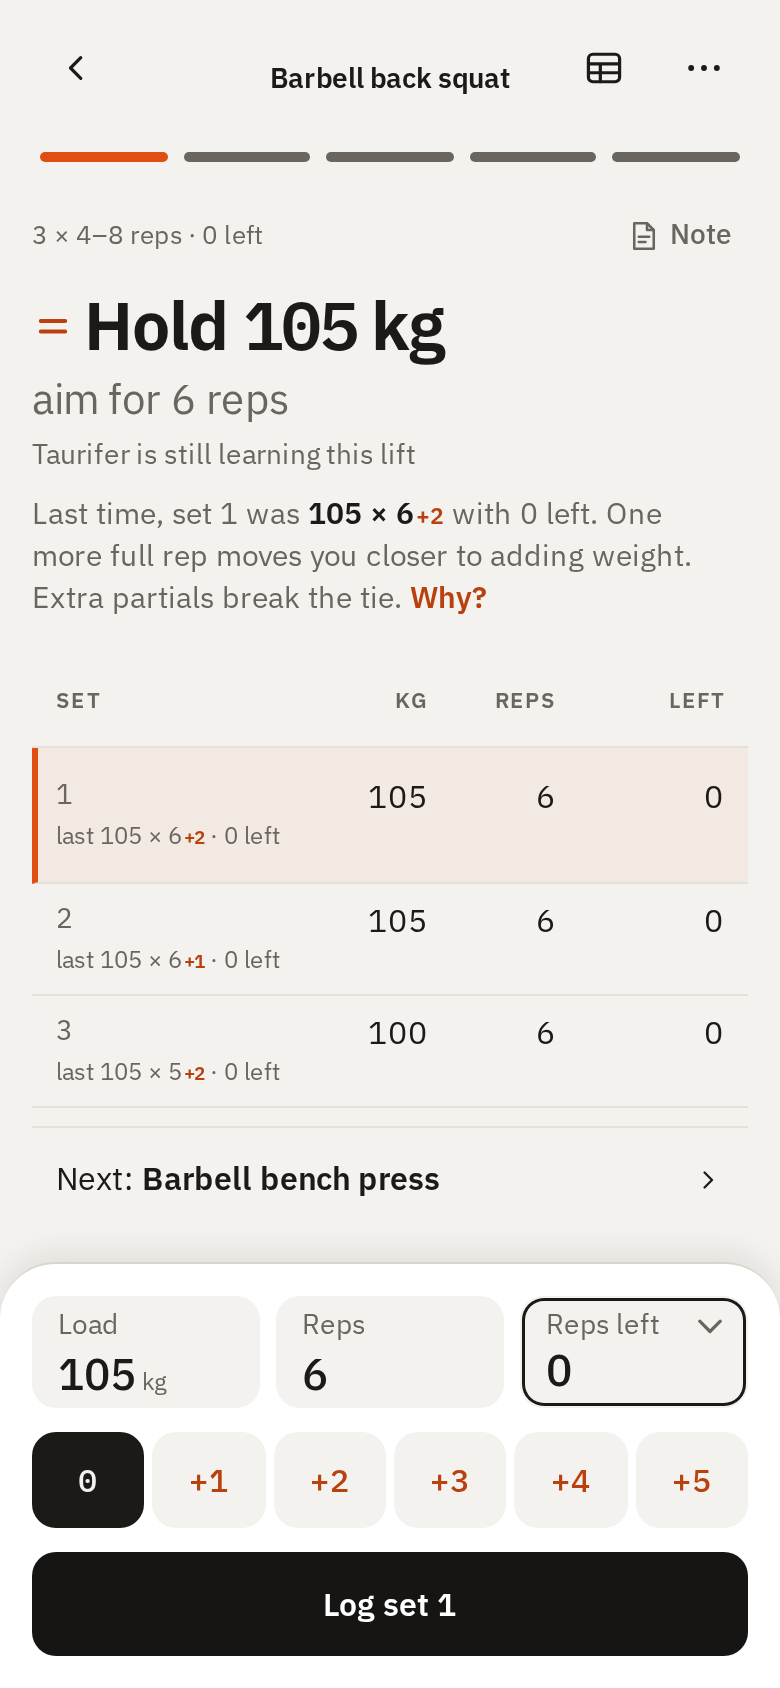 Barbell back squat
3 × 4–8 reps · 0 left
Note
= Hold 105 kg
aim for 6 reps
Taurifer is still learning this lift
Last time, set 1 was 105 × 6+2 with 0 left. One
more full rep moves you closer to adding weight.
Extra partials break the tie. Why?
SET KG REPS LEFT
1 105 6 0
last 105 × 6+2 · 0 left
2 105 6 0
last 105 × 6+1 · 0 left
3 100 6 0
last 105 × 5+2 · 0 left
Next: Barbell bench press
Load Reps Reps left
105 kg 6 0
0 +1 +2 +3 +4 +5
Log set 1